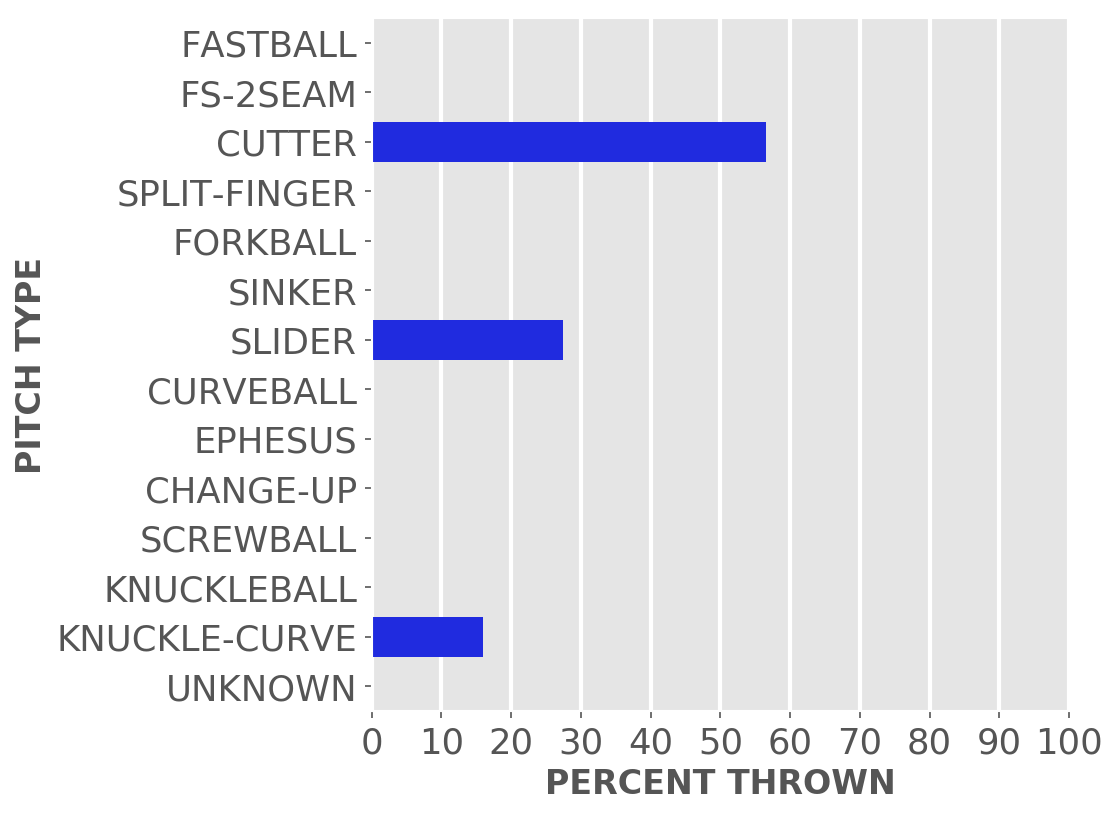 FASTBALL
FS-2SEAM
CUTTER
SPLIT-FINGER
FORKBALL
SINKER
SLIDER
CURVEBALL
EPHESUS
CHANGE-UP
SCREWBALL
KNUCKLEBALL
KNUCKLE-CURVE
UNKNOWN
PITCH TYPE
0 10 20 30 40 50 60 70 80 90 100
PERCENT THROWN